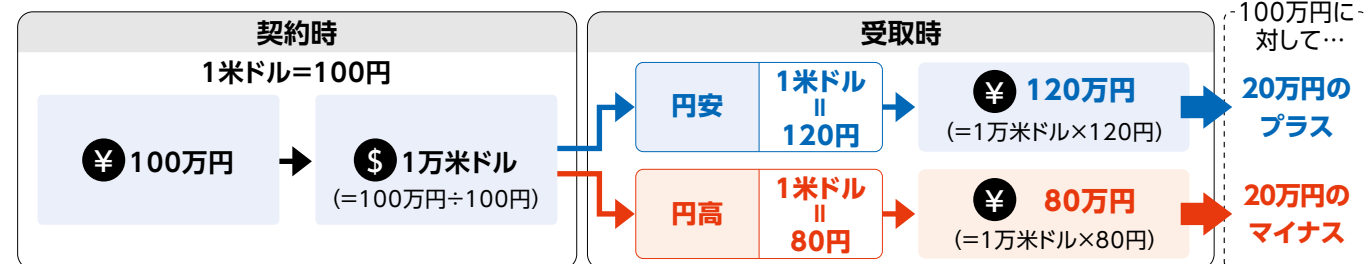 契約時
1米ドル=100円
¥ 100万円
$ 1万米ドル
(=100万円÷100円)
受取時
円安
1米ドル
=
120円
¥ 120万円
(=1万米ドル×120円)
円高
1米ドル
=
80円
¥ 80万円
(=1万米ドル×80円)
100万円に
対して…
20万円の
プラス
20万円の
マイナス